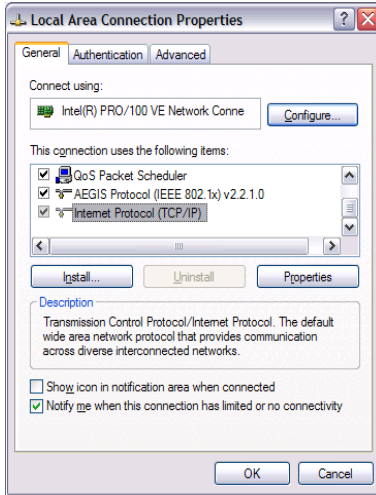 Local Area Connection Properties
General Authentication Advanced
Connect using:
Intel(R) PRO/100 VE Network Conne Configure...
This connection uses the following items:
QoS Packet Scheduler
AEGIS Protocol (IEEE 802.1x) v2.2.1.0
Internet Protocol (TCP/IP)
Install... Uninstall Properties
Description
Transmission Control Protocol/Internet Protocol. The default
wide area network protocol that provides communication
across diverse interconnected networks.
Show icon in notification area when connected
Notify me when this connection has limited or no connectivity
OK Cancel